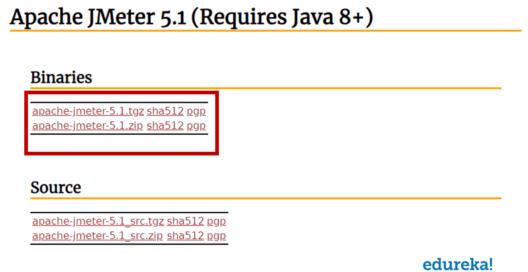 Apache JMeter 5.1 (Requires Java 8+)
Binaries
apache-jmeter-5.1.tgz sha512 pgp
apache-jmeter-5.1.zip sha512 pgp
Source
apache-jmeter-5.1_src.tgz sha512 pgp
apache-jmeter-5.1_src.zip sha512 pgp
edureka!